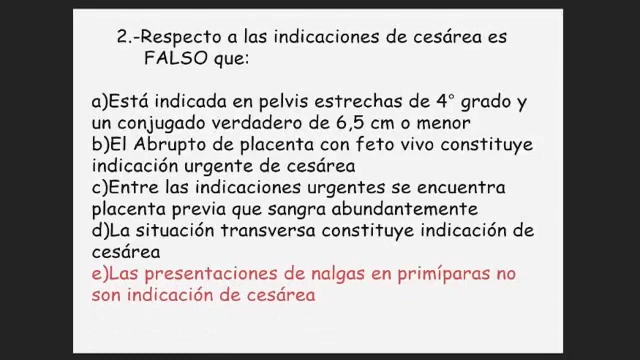 2.-Respecto a las indicaciones de cesárea es
FALSO que:
a)Está indicada en pelvis estrechas de 4° grado y
un conjugado verdadero de 6,5 cm o menor
b)El Abrupto de placenta con feto vivo constituye
indicación urgente de cesárea
c)Entre las indicaciones urgentes se encuentra
placenta previa que sangra abundantemente
d)La situación transversa constituye indicación de
cesárea
e)Las presentaciones de nalgas en primíparas no
son indicación de cesárea